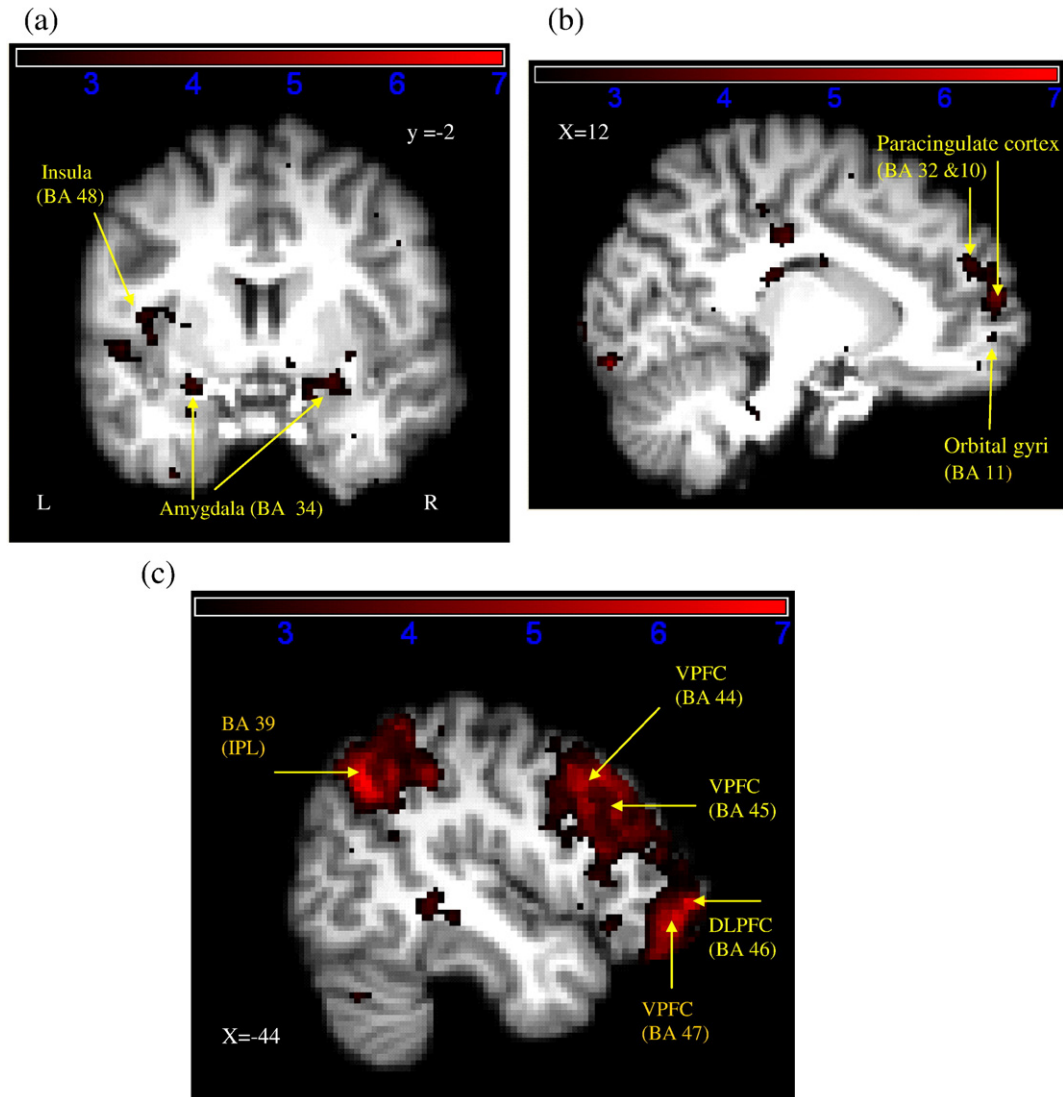 (a)
3 4 5 6 7
y =-2
Insula
(BA 48)
L
R
Amygdala (BA 34)
(b)
3 4 5 6 7
X=12
Paracingulate cortex
(BA 32 &10)
Orbital gyri
(BA 11)
(c)
3 4 5 6 7
VPFC
(BA 44)
BA 39
(IPL)
VPFC
(BA 45)
DLPFC
(BA 46)
VPFC
(BA 47)
X=-44